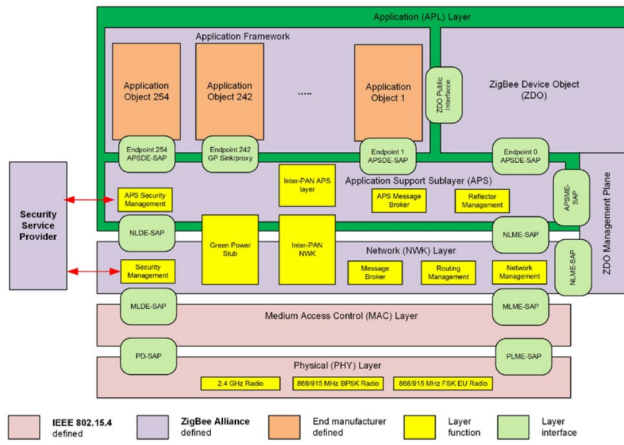 Application (APL) Layer
Application Framework
Application
Object 254
Application
Object 242
.....
Application
Object 1
ZDO Public
Interfacce
ZigBee Device Object
(ZDO)
Endpoint 254
APSDE-SAP
Endpoint 242
GP Sink/proxy
Endpoint 1
APSDE-SAP
Endpoint 0
APSDE-SAP
Security
Service
Provider
Inter-PAN APS
layer
Application Support Sublayer (APS)
APS Security
Management
APS Message
Broker
Reflector
Management
APSME-
SAP
ZDO Management Plane
NLDE-SAP
Green Power
Stub
Inter-PAN
NWK
NLME-SAP
Network (NWK) Layer
Security
Management
Message
Broker
Routing
Management
Network
Management
NLME-SAP
MLDE-SAP
MLME-SAP
Medium Access Control (MAC) Layer
PD-SAP
PLME-SAP
Physical (PHY) Layer
2.4 GHz Radio
868/915 MHz BPSK Radio
868/915 MHz FSK EU Radio
IEEE 802.15.4
defined
ZigBee Alliance
defined
End manufacturer
defined
Layer
function
Layer
interface